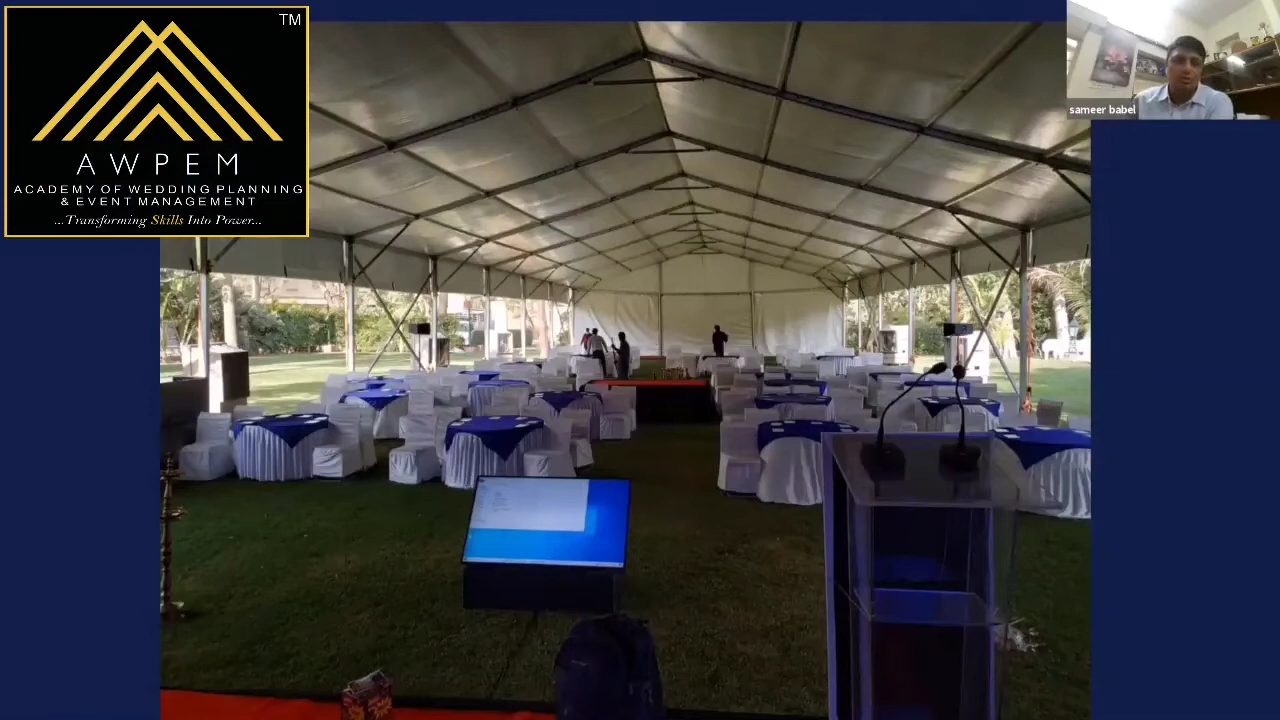 TM
AWPEM
ACADEMY OF WEDDING PLANNING
& EVENT MANAGEMENT
...Transforming Skills Into Power...
sameer babel